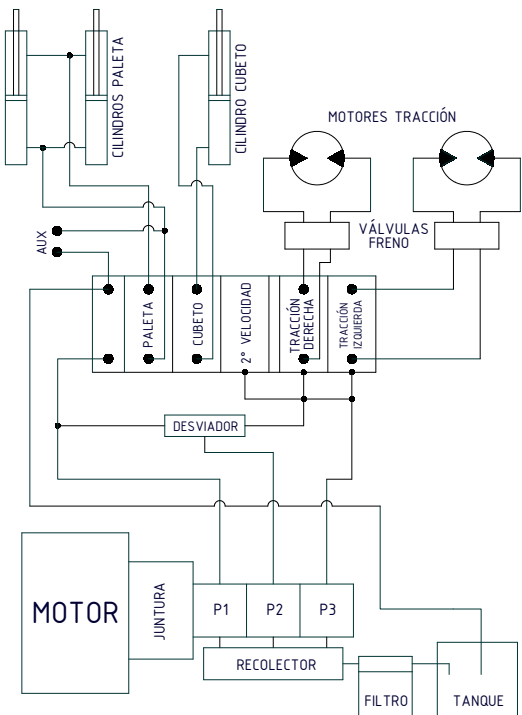 CILINDROS PALETA
CILINDRO CUBETO
MOTORES TRACCIÓN
VÁLVULAS
FRENO
AUX
PALETA
CUBETO
2º VELOCIDAD
TRACCIÓN
DERECHA
TRACCIÓN
IZQUIERDA
DESVIADOR
MOTOR
JUNTURA
P1
P2
P3
RECOLECTOR
FILTRO
TANQUE